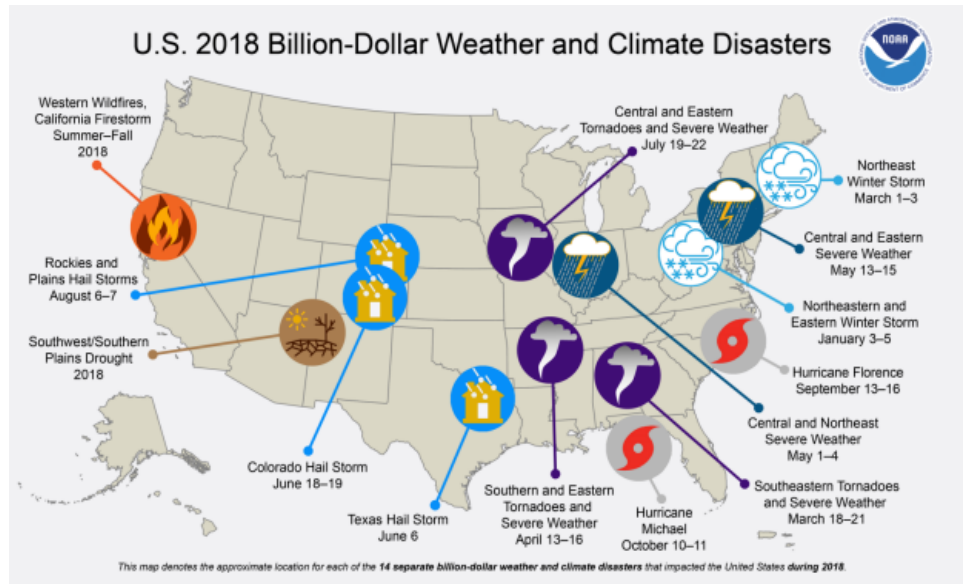 U.S. 2018 Billion-Dollar Weather and Climate Disasters
NOAA
Western Wildfires,
California Firestorm
Summer–Fall
2018
Central and Eastern
Tornadoes and Severe Weather
July 19–22
Northeast
Winter Storm
March 1–3
Rockies and
Plains Hail Storms
August 6–7
Central and Eastern
Severe Weather
May 13–15
Southwest/Southern
Plains Drought
2018
Northeastern and
Eastern Winter Storm
January 3–5
Hurricane Florence
September 13–16
Central and Northeast
Severe Weather
May 1–4
Colorado Hail Storm
June 18–19
Texas Hail Storm
June 6
Southern and Eastern
Tornadoes and
Severe Weather
April 13–16
Hurricane
Michael
October 10–11
Southeastern Tornadoes
and Severe Weather
March 18–21
This map denotes the approximate location for each of the 14 separate billion-dollar weather and climate disasters that impacted the United States during 2018.